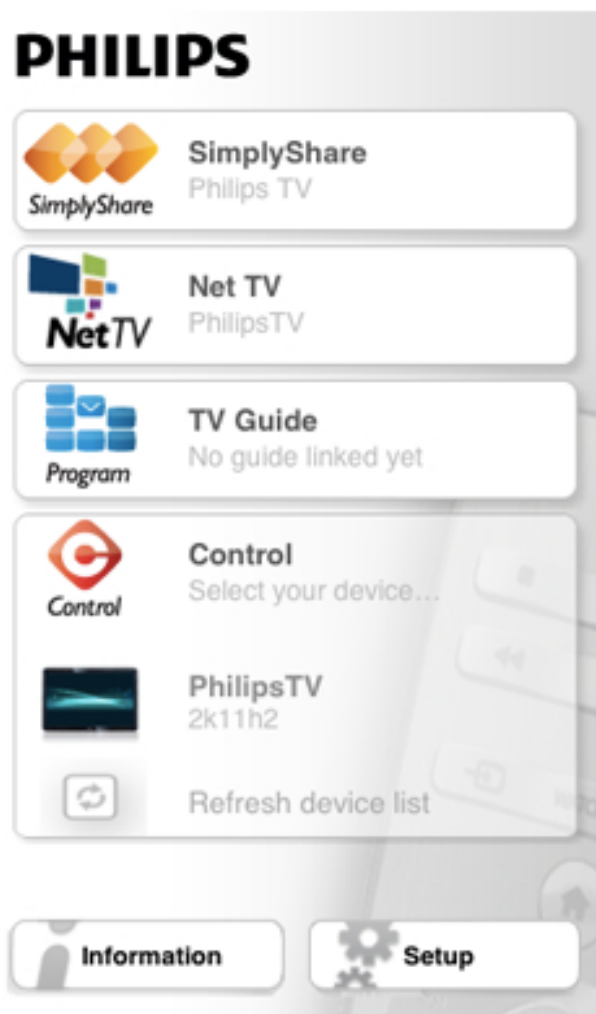 PHILIPS
SimplyShare
SimplyShare
Philips TV
NetTV
Net TV
PhilipsTV
Program
TV Guide
No guide linked yet
Control
Control
Select your device...
PhilipsTV
2k11h2
Refresh device list
Information
Setup